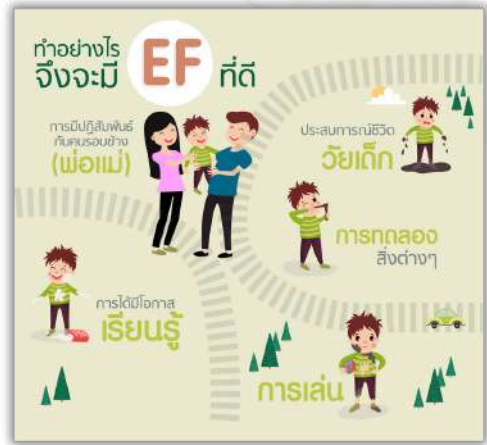 ทำอย่างไร
จึงจะมี EF ที่ดี
การมีปฏิสัมพันธ์
กับคนรอบข้าง
(พ่อแม่)
ประสบการณ์ชีวิต
วัยเด็ก
การทดลอง
สิ่งต่างๆ
การได้มีโอกาส
เรียนรู้
การเล่น